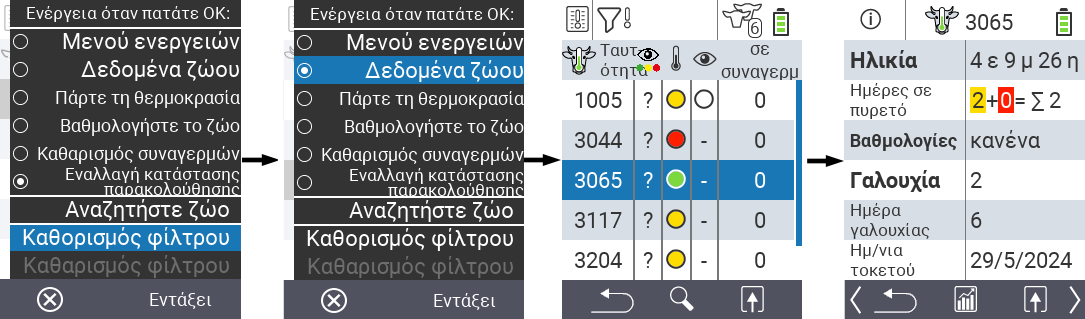 Ενέργεια όταν πατάτε OK:
Μενού ενεργειών
Δεδομένα ζώου
Πάρτε τη θερμοκρασία
Βαθμολογήστε το ζώο
Καθαρισμός συναγερμών
Εναλλαγή κατάστασης
παρακολούθησης
Αναζητήστε ζώο
Καθορισμός φίλτρου
Καθαρισμός φίλτρου
Εντάξει
Ενέργεια όταν πατάτε OK:
Μενού ενεργειών
Δεδομένα ζώου
Πάρτε τη θερμοκρασία
Βαθμολογήστε το ζώο
Καθαρισμός συναγερμών
Εναλλαγή κατάστασης
παρακολούθησης
Αναζητήστε ζώο
Καθορισμός φίλτρου
Καθαρισμός φίλτρου
Εντάξει
6
Ταυτ
ότητα
σε
συναγερμ
1005 ? 0
3044 ? - 0
3065 ? - 0
3117 ? - 0
3204 ? - 0
3065
Ηλικία 4 ε 9 μ 26 η
Ημέρες σε
πυρετό
2+0= ∑ 2
Βαθμολογίες κανένα
Γαλουχία 2
Ημέρα
γαλουχίας
6
Ημ/νια
τοκετού
29/5/2024